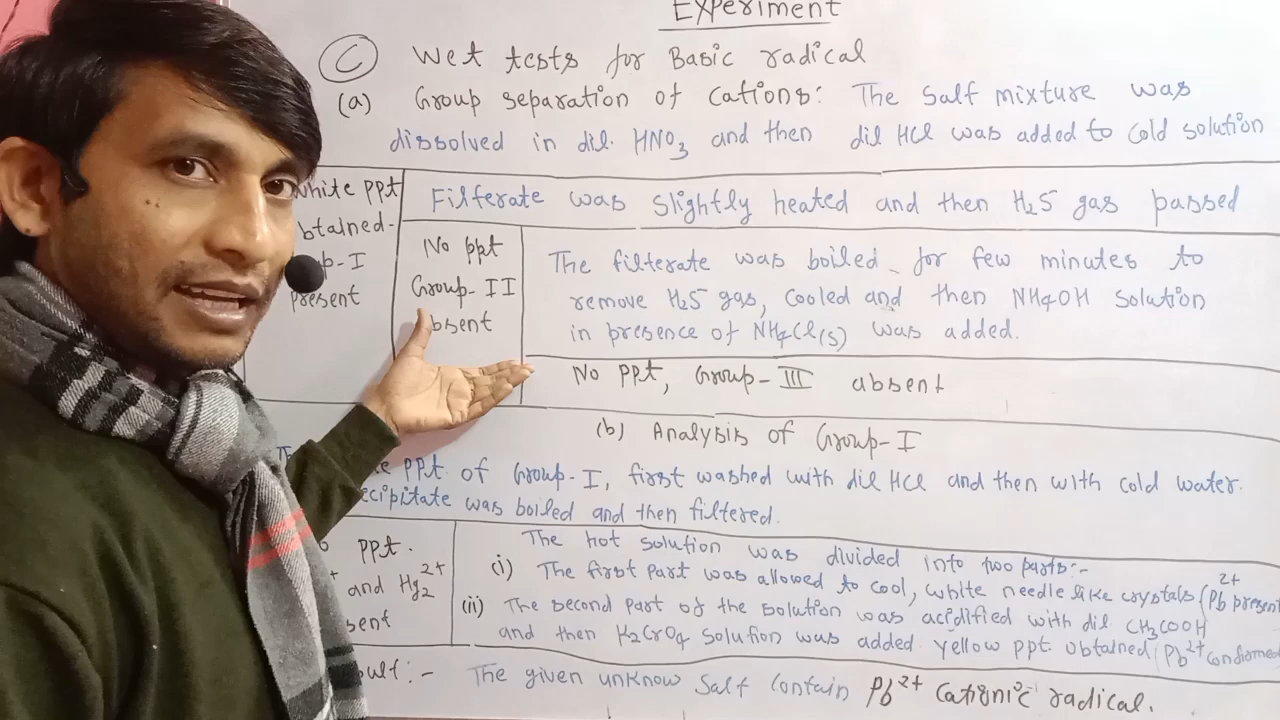 Experiment
C Wet tests for Basic radical
(a) Group separation of Cations: The Salf mixture was
dissolved in dil. HNO3 and then dil HCl was added to cold solution
white ppt
btained-
p-I
present
Filterate was slightly heated and then H2S gas passed
No ppt
Group-II
bsent
The filterate was boiled for few minutes to
remove H2S gas, cooled and then NH4OH solution
in presence of NH4Cl(s) was added.
No ppt, Group-III absent
(b) Analysis of Group-I
ppt. of Group-I, first washed with dil HCl and then with cold water.
ecipitate was boiled and then filtered.
ppt.
+ and Hg2 2+
sent
The hot solution was divided into two parts:-
(i) The first part was allowed to cool, white needle like crystals (Pb2+ present
(ii) The second part of the solution was acidified with dil. CH3COOH
and then K2CrO4 solution was added yellow ppt. obtained (Pb2+ confirmed
sult:- The given unknow Salf contain Pb2+ Cationic radical.